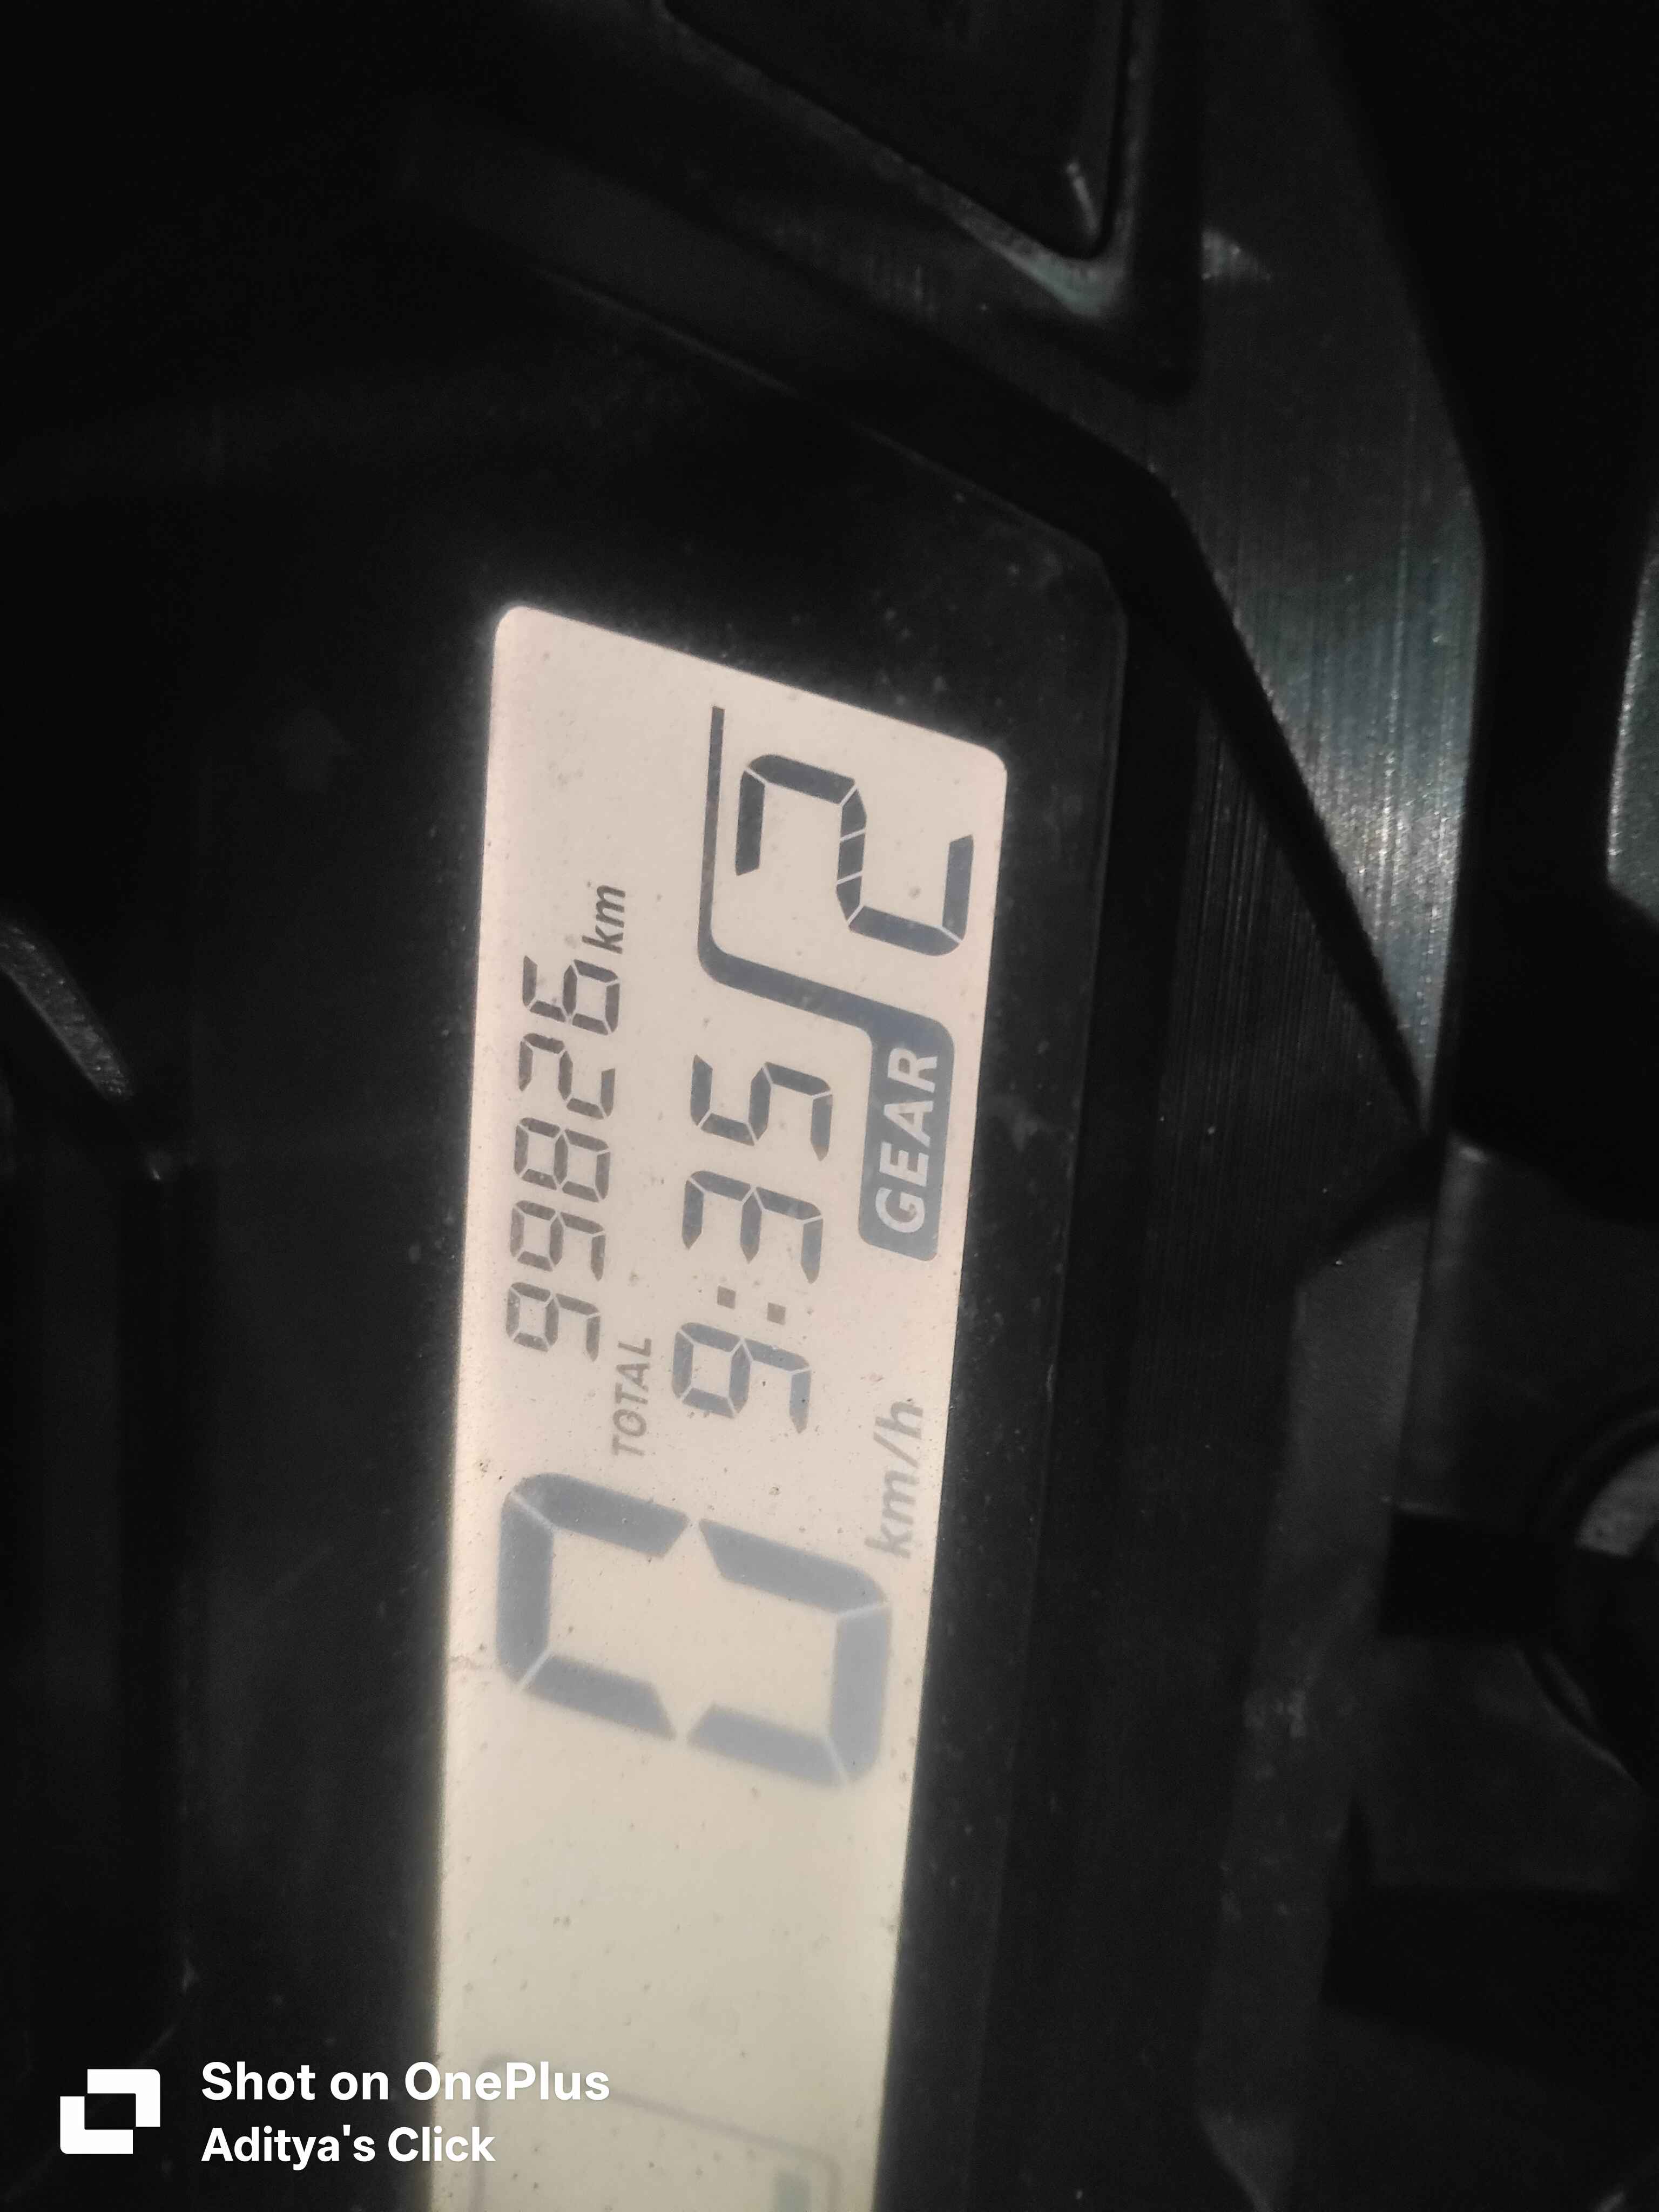 TOTAL 99826 km
9:35
0 km/h
GEAR 2
Shot on OnePlus
Aditya's Click